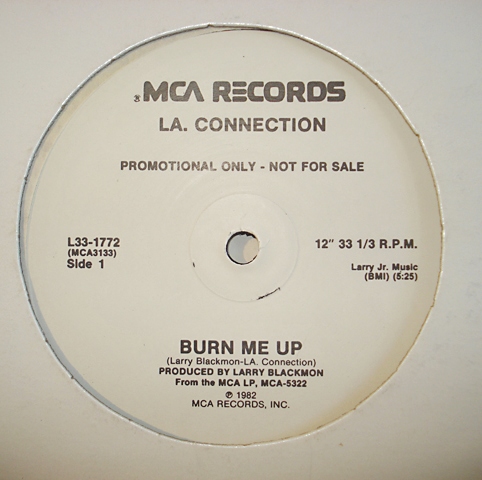 MCA RECORDS
LA. CONNECTION
PROMOTIONAL ONLY - NOT FOR SALE
L33-1772
(MCA3133)
Side 1
12" 33 1/3 R.P.M.
Larry Jr. Music
(BMI) (5:25)
BURN ME UP
(Larry Blackmon-LA. Connection)
PRODUCED BY LARRY BLACKMON
From the MCA LP, MCA-5322
℗ 1982
MCA RECORDS, INC.